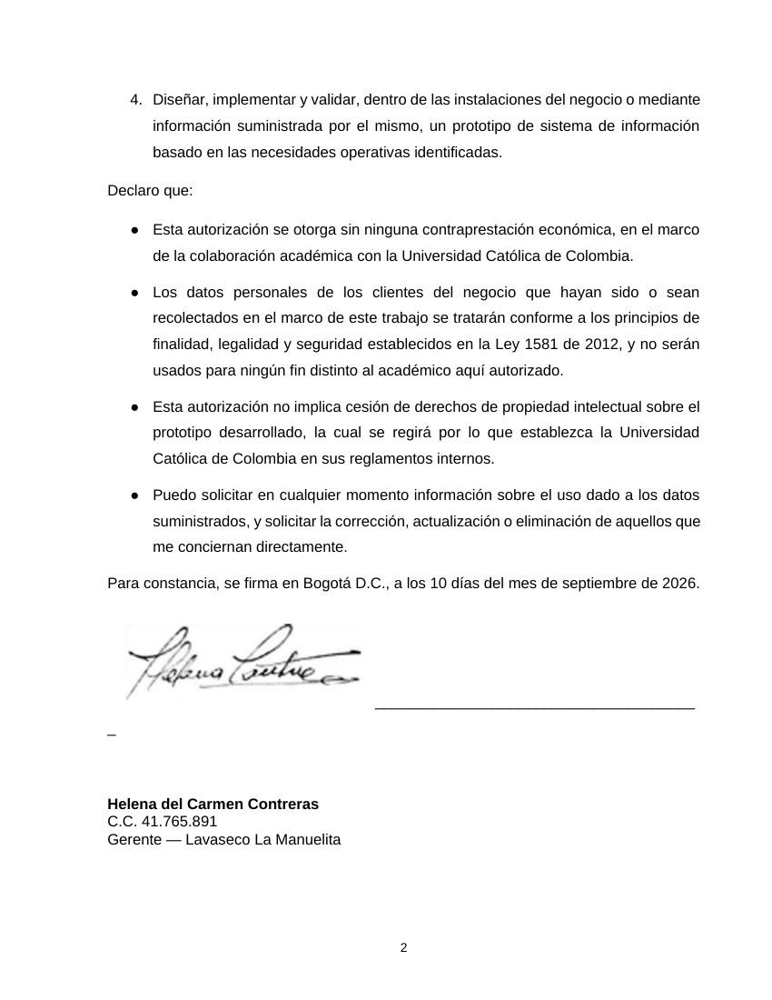 4. Diseñar, implementar y validar, dentro de las instalaciones del negocio o mediante
información suministrada por el mismo, un prototipo de sistema de información
basado en las necesidades operativas identificadas.
Declaro que:
● Esta autorización se otorga sin ninguna contraprestación económica, en el marco
de la colaboración académica con la Universidad Católica de Colombia.
● Los datos personales de los clientes del negocio que hayan sido o sean
recolectados en el marco de este trabajo se tratarán conforme a los principios de
finalidad, legalidad y seguridad establecidos en la Ley 1581 de 2012, y no serán
usados para ningún fin distinto al académico aquí autorizado.
● Esta autorización no implica cesión de derechos de propiedad intelectual sobre el
prototipo desarrollado, la cual se regirá por lo que establezca la Universidad
Católica de Colombia en sus reglamentos internos.
● Puedo solicitar en cualquier momento información sobre el uso dado a los datos
suministrados, y solicitar la corrección, actualización o eliminación de aquellos que
me conciernan directamente.
Para constancia, se firma en Bogotá D.C., a los 10 días del mes de septiembre de 2026.
Helena
Helena del Carmen Contreras
C.C. 41.765.891
Gerente — Lavaseco La Manuelita
2